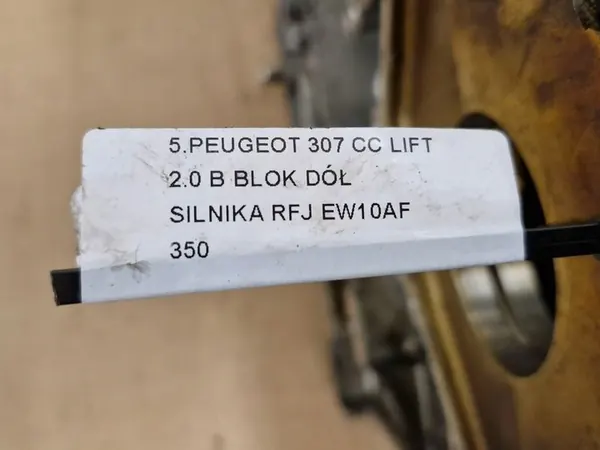 5.PEUGEOT 307 CC LIFT
2.0 B BLOK DÓŁ
SILNIKA RFJ EW10AF
350